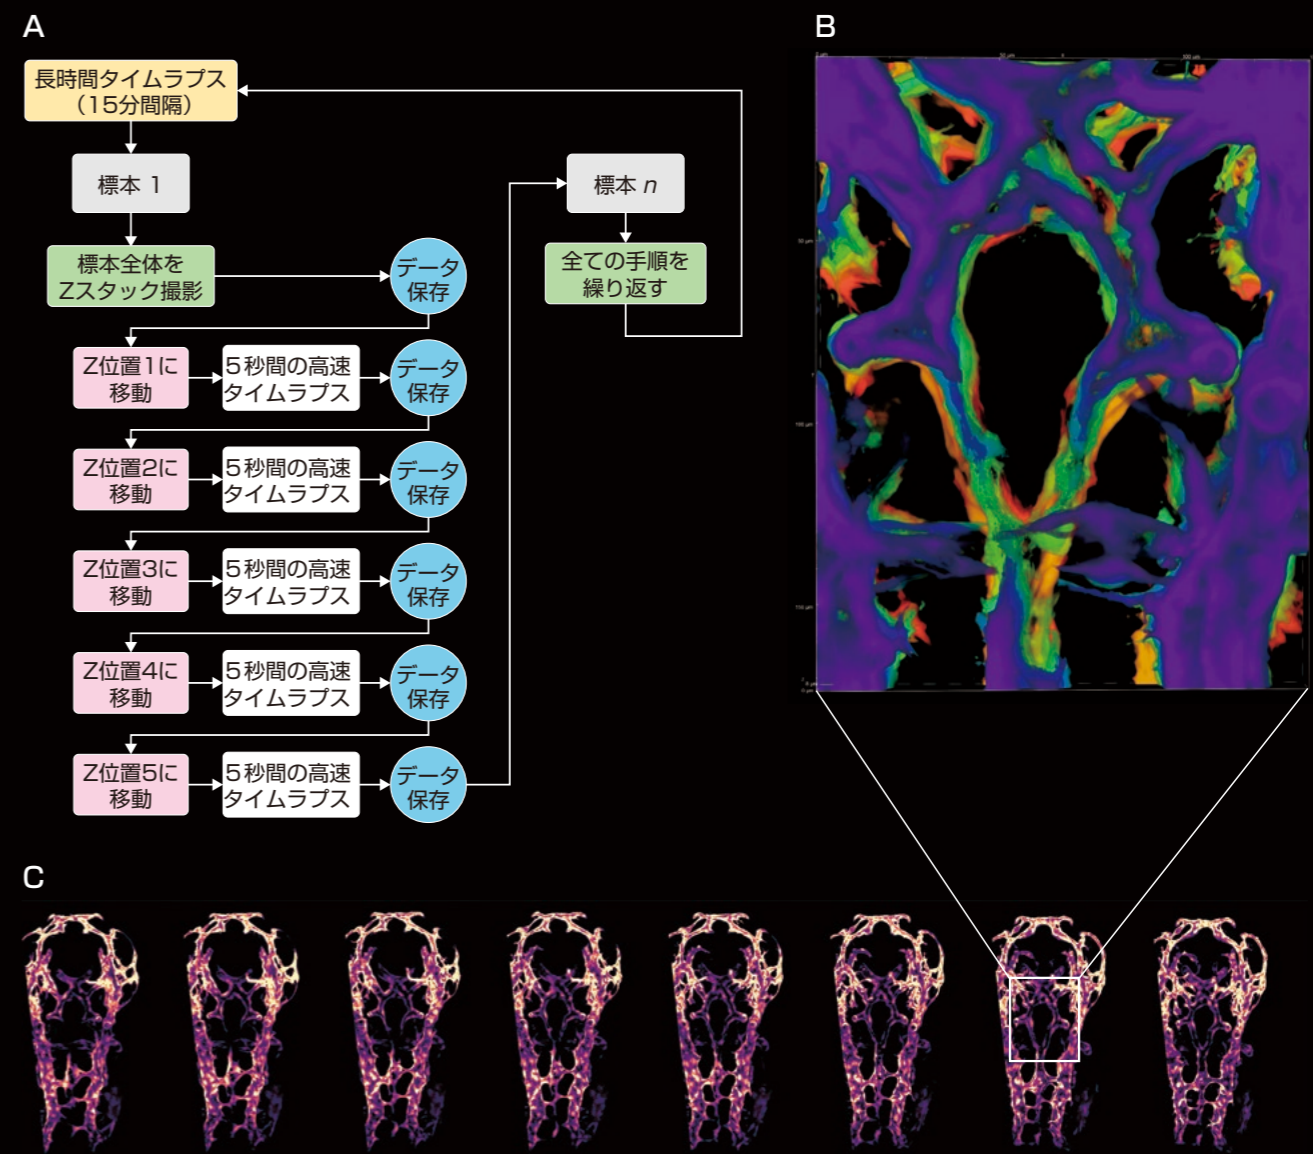 A
長時間タイムラプス
（15分間隔）
標本 1
標本全体を
Zスタック撮影
データ
保存
Z位置1に
移動
5秒間の高速
タイムラプス
データ
保存
Z位置2に
移動
5秒間の高速
タイムラプス
データ
保存
Z位置3に
移動
5秒間の高速
タイムラプス
データ
保存
Z位置4に
移動
5秒間の高速
タイムラプス
データ
保存
Z位置5に
移動
5秒間の高速
タイムラプス
データ
保存
標本 n
全ての手順を
繰り返す
B
C